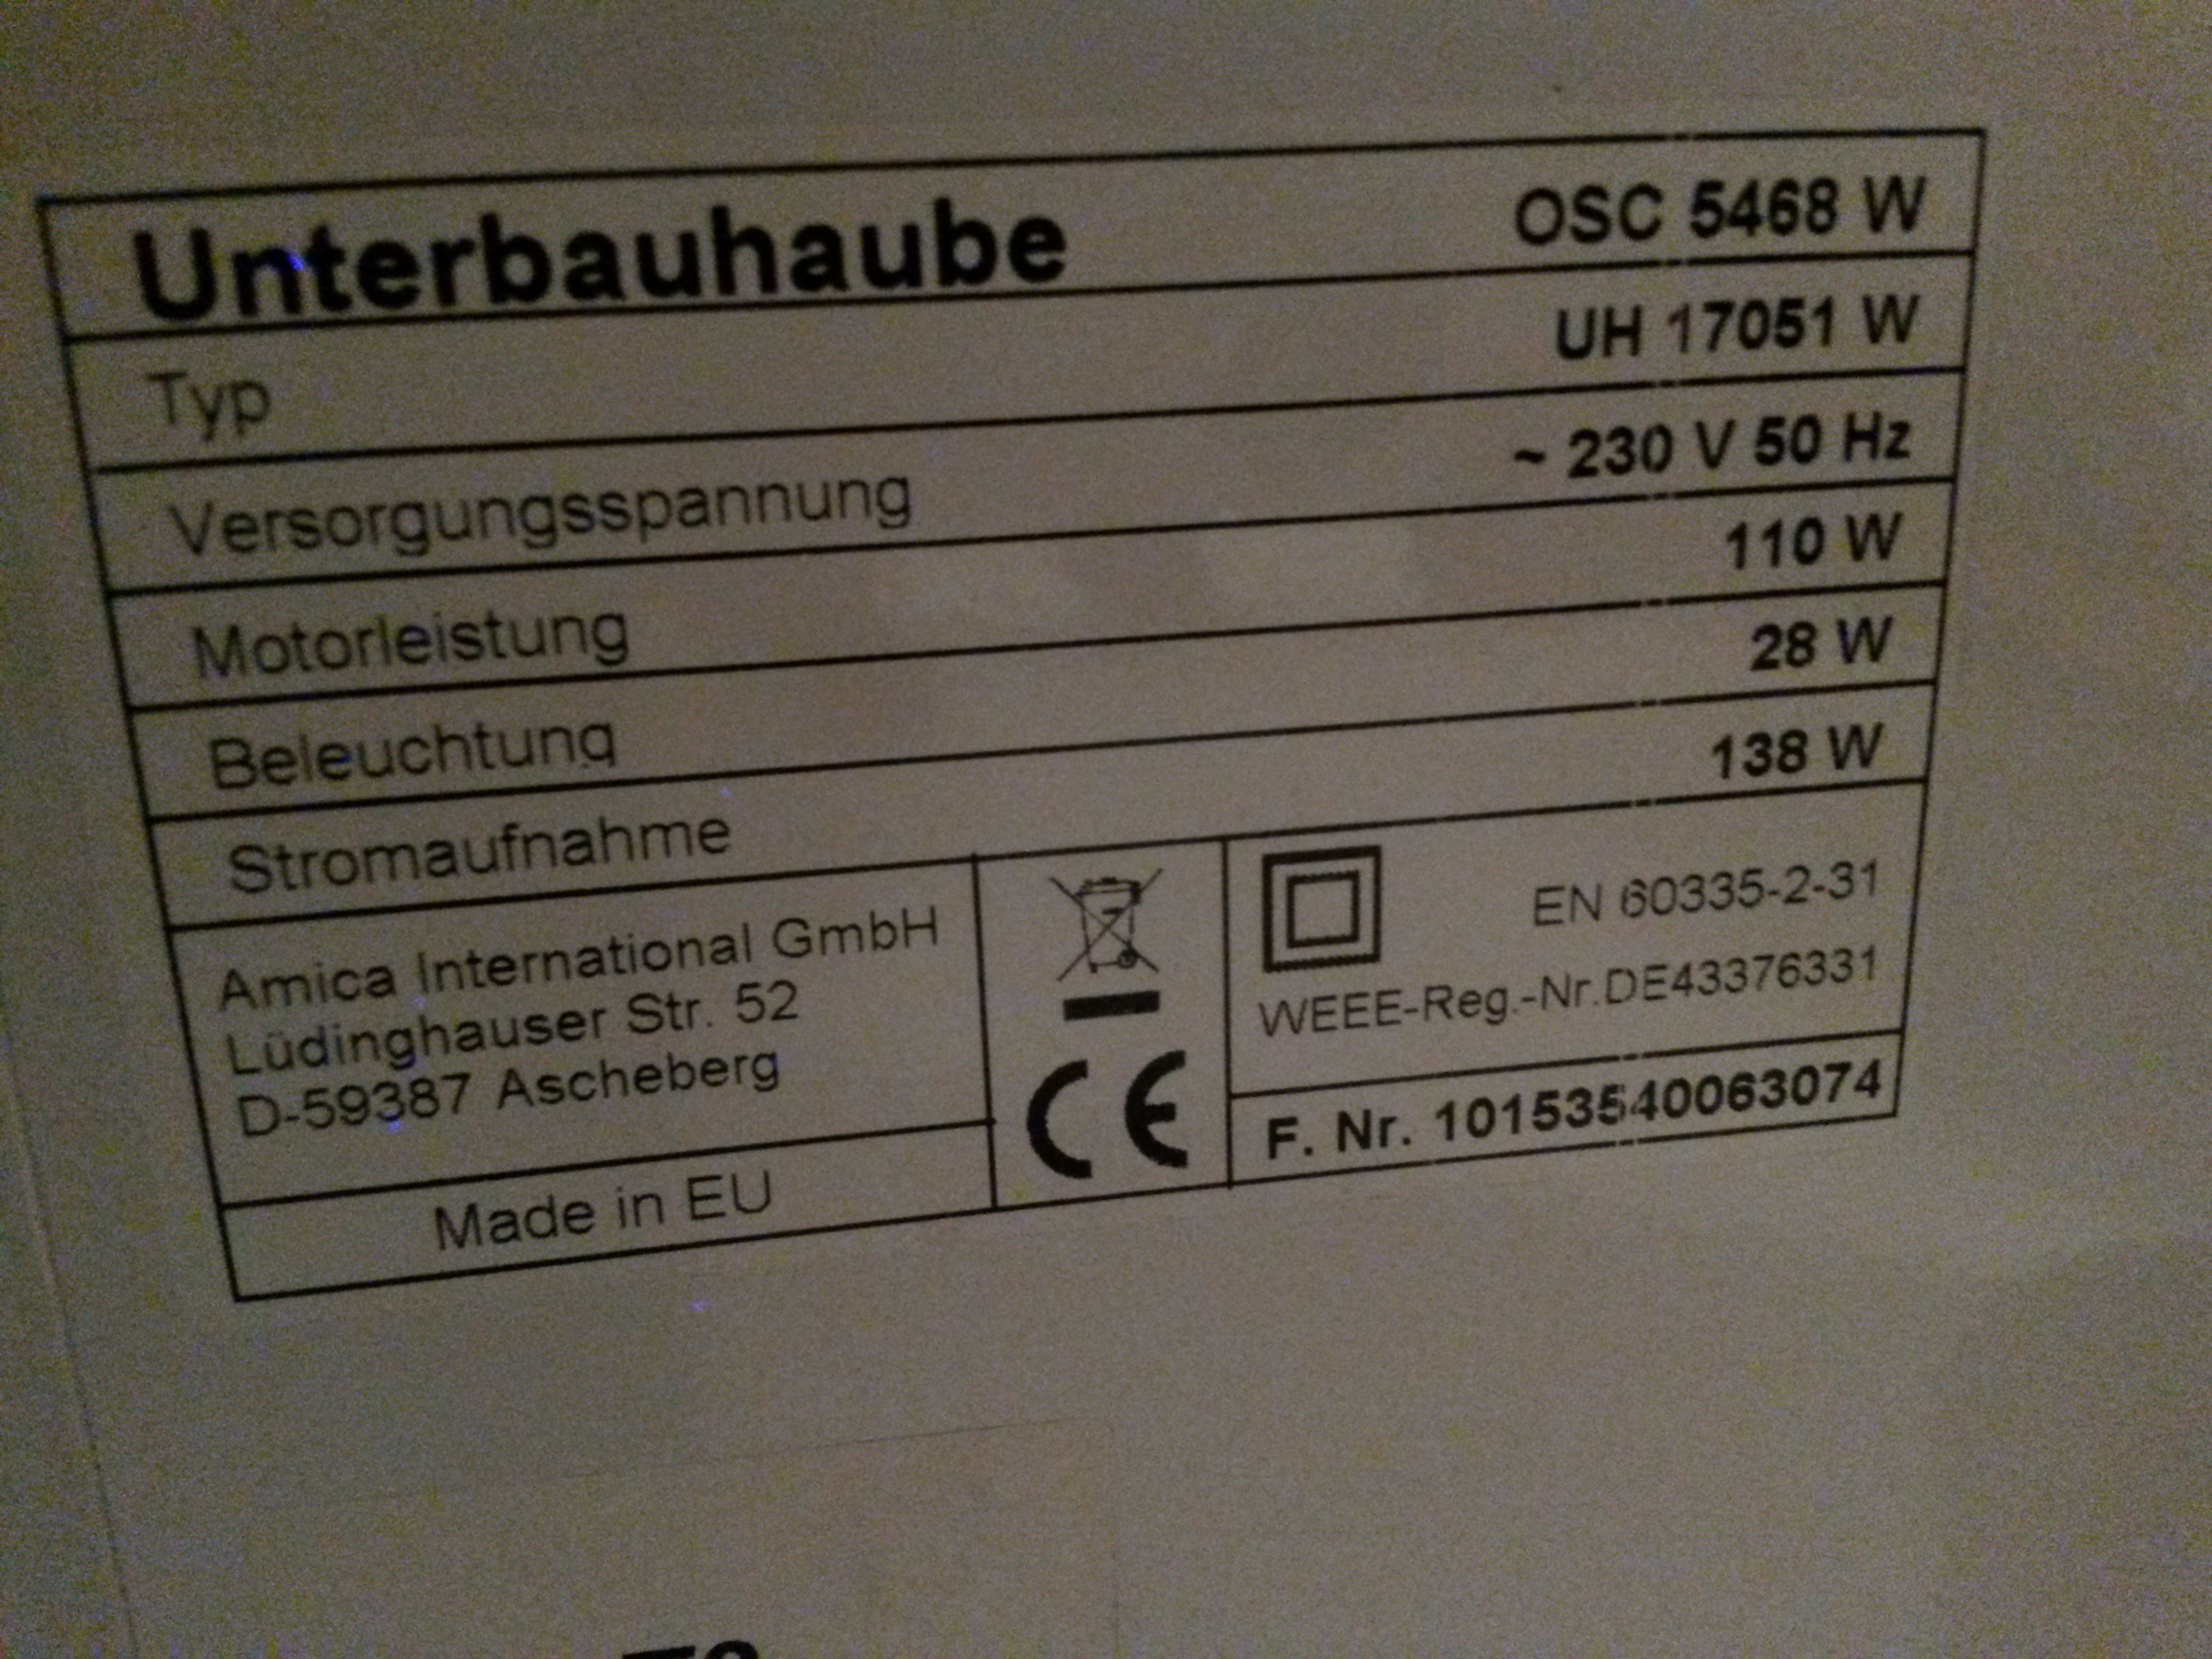 Unterbauhaube OSC 5468 W
Typ UH 17051 W
Versorgungsspannung ~ 230 V 50 Hz
Motorleistung 110 W
Beleuchtung 28 W
Stromaufnahme 138 W
Amica International GmbH
Lüdinghauser Str. 52
D-59387 Ascheberg
Made in EU
CE
EN 60335-2-31
WEEE-Reg.-Nr.DE43376331
F. Nr. 1015353540063074